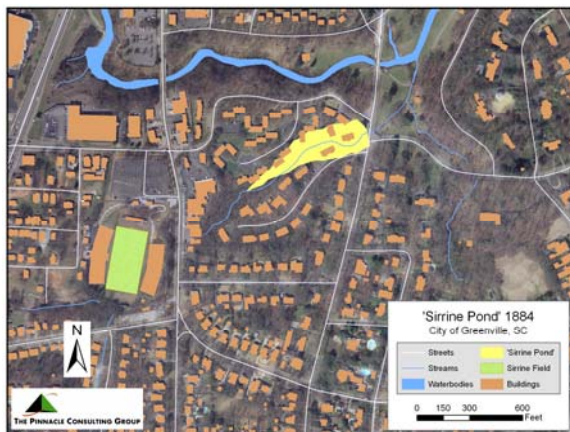 'Sirrine Pond' 1884
City of Greenville, SC
Streets
Streams
Waterbodies
'Sirrine Pond'
Sirrine Field
Buildings
0 150 300 600
Feet
N
THE PINNACLE CONSULTING GROUP